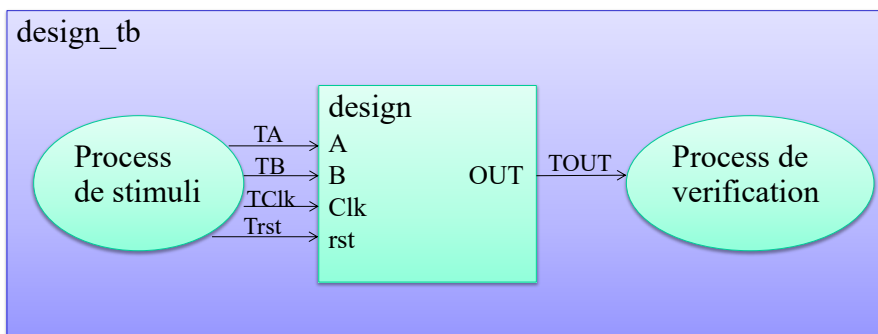 design_tb
Process
de stimuli
TA
TB
TClk
Trst
design
A
B
Clk
rst
OUT
TOUT
Process de
verification